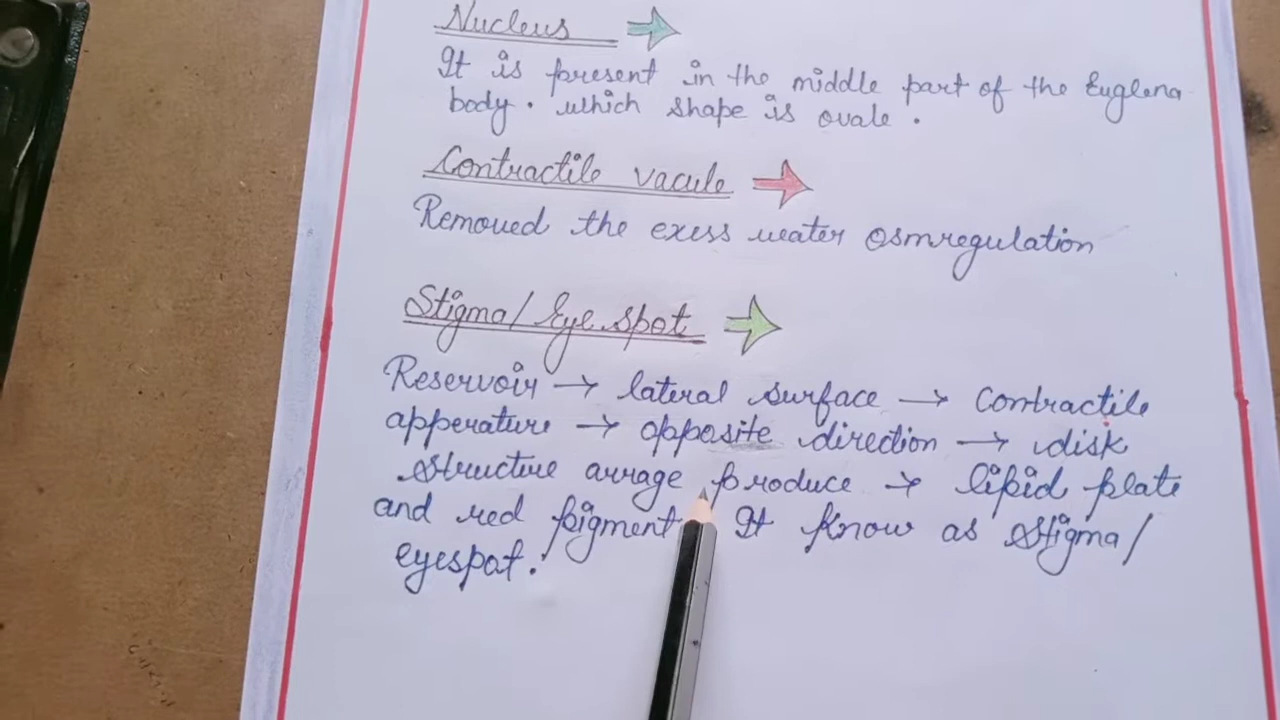 Nucleus →
It is present in the middle part of the Euglena
body. which shape is ovale.
Contractile vacule →
Removed the exess water osmregulation
Stigma/Eye spot →
Reservoir → lateral surface → Contractile
apperature → opposite direction → disk
structure arrage produce → lipid plate
and red pigment It know as stigma/
eyespot.